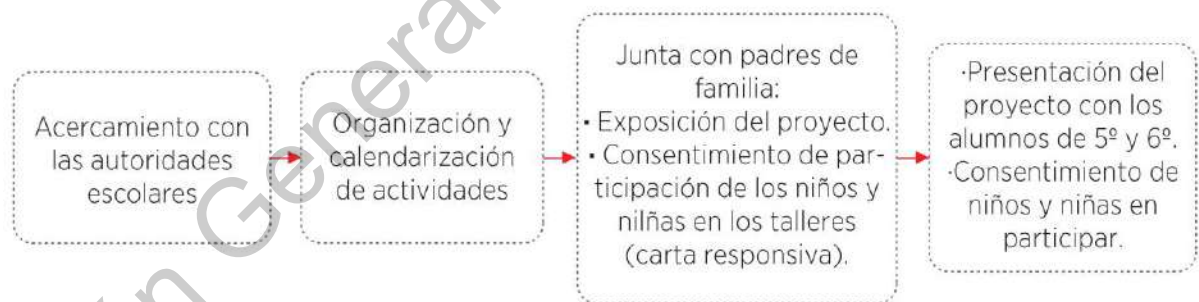 Acercamiento con
las autoridades
escolares
Organización y
calendarización
de actividades
Junta con padres de
familia:
· Exposición del proyecto.
· Consentimiento de par-
ticipación de los niños y
nilñas en los talleres
(carta responsiva).
·Presentación del
proyecto con los
alumnos de 5º y 6º.
·Consentimiento de
niños y niñas en
participar.
General